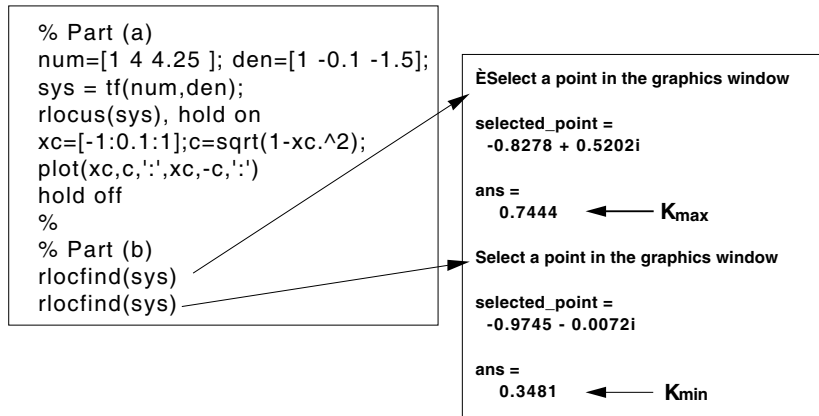 % Part (a)
num=[1 4 4.25 ]; den=[1 -0.1 -1.5];
sys = tf(num,den);
rlocus(sys), hold on
xc=[-1:0.1:1];c=sqrt(1-xc.^2);
plot(xc,c,':',xc,-c,':')
hold off
%
% Part (b)
rlocfind(sys)
rlocfind(sys)
ÈSelect a point in the graphics window
selected_point =
-0.8278 + 0.5202i
ans =
0.7444 Kmax
Select a point in the graphics window
selected_point =
-0.9745 - 0.0072i
ans =
0.3481 Kmin